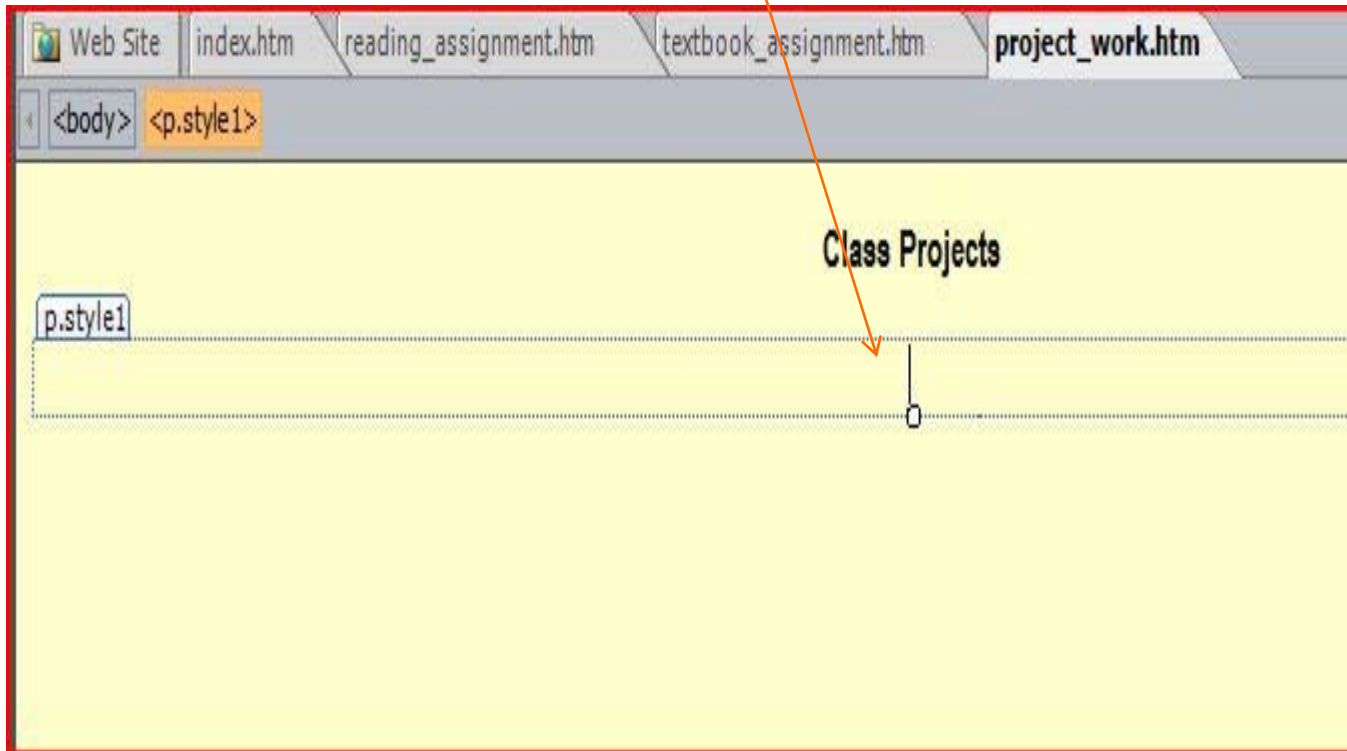 Web Site index.htm reading_assignment.htm textbook_assignment.htm project_work.htm
<body> <p.style1>
Class Projects
p.style1